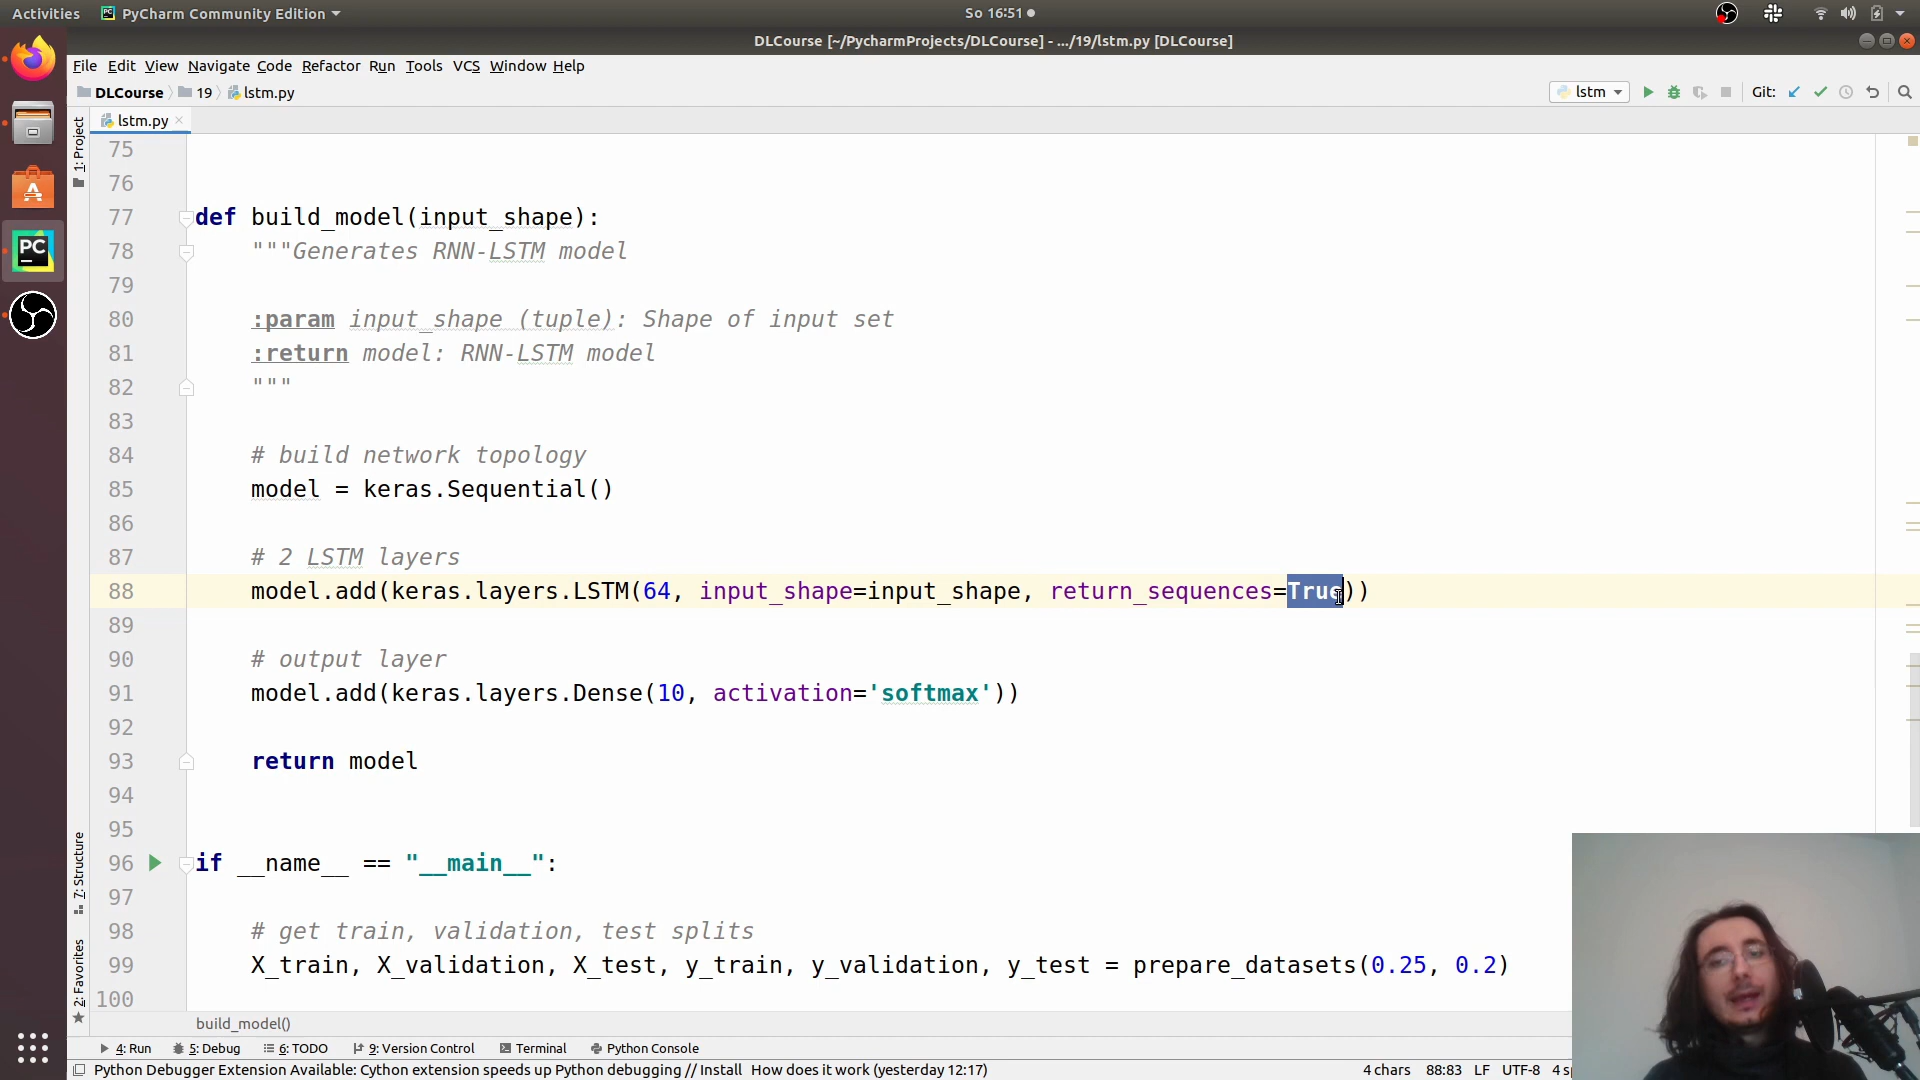 Activities PyCharm Community Edition So 16:51
DLCourse [~/PycharmProjects/DLCourse] - .../19/lstm.py [DLCourse]
File Edit View Navigate Code Refactor Run Tools VCS Window Help
DLCourse 19 lstm.py lstm Git:
lstm.py
1: Project
7: Structure
2: Favorites
75
76
77 def build_model(input_shape):
78 """Generates RNN-LSTM model
79
80 :param input_shape (tuple): Shape of input set
81 :return model: RNN-LSTM model
82 """
83
84 # build network topology
85 model = keras.Sequential()
86
87 # 2 LSTM layers
88 model.add(keras.layers.LSTM(64, input_shape=input_shape, return_sequences=True))
89
90 # output layer
91 model.add(keras.layers.Dense(10, activation='softmax'))
92
93 return model
94
95
96 if __name__ == "__main__":
97
98 # get train, validation, test splits
99 X_train, X_validation, X_test, y_train, y_validation, y_test = prepare_datasets(0.25, 0.2)
100
build_model()
4: Run 5: Debug 6: TODO 9: Version Control Terminal Python Console
Python Debugger Extension Available: Cython extension speeds up Python debugging // Install How does it work (yesterday 12:17) 4 chars 88:83 LF UTF-8